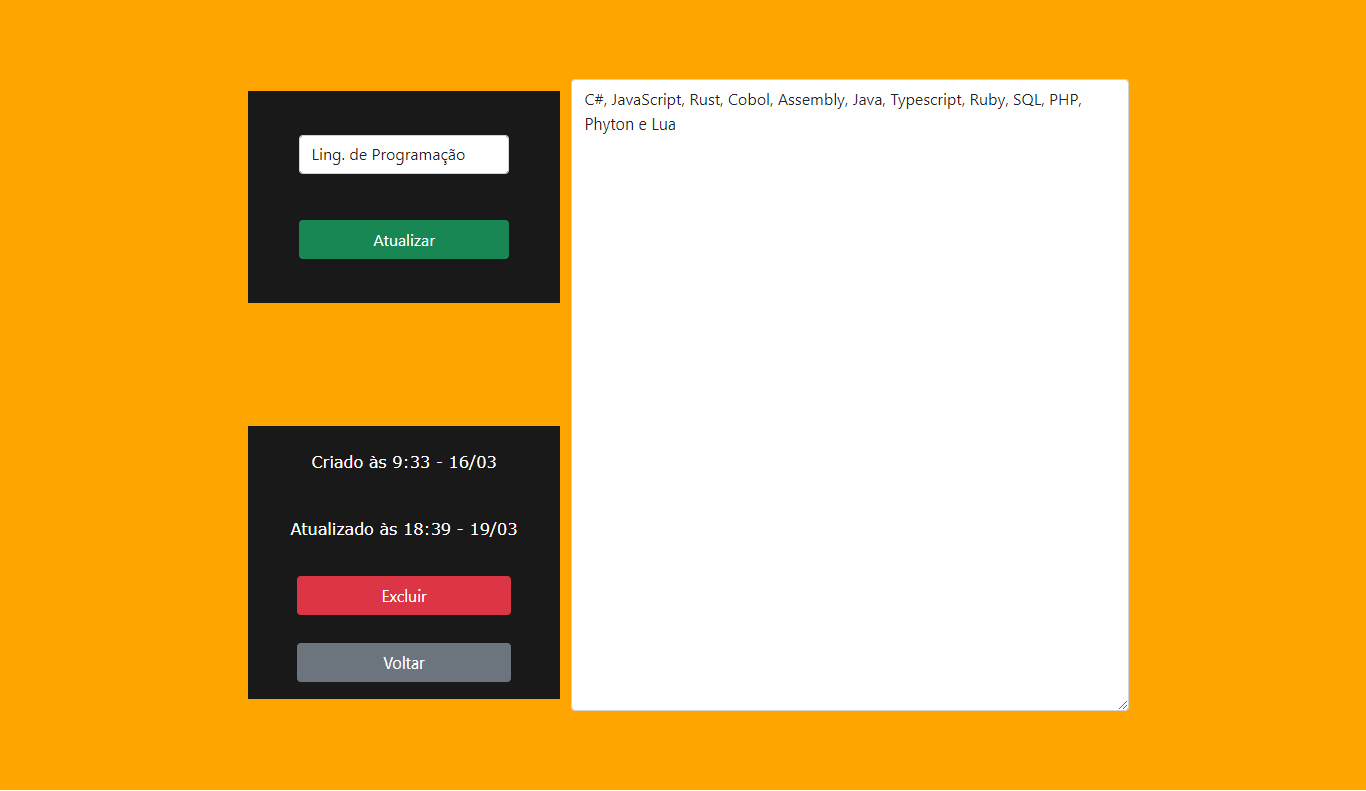 Ling. de Programação
Atualizar
Criado às 9:33 - 16/03
Atualizado às 18:39 - 19/03
Excluir
Voltar
C#, JavaScript, Rust, Cobol, Assembly, Java, Typescript, Ruby, SQL, PHP,
Phyton e Lua